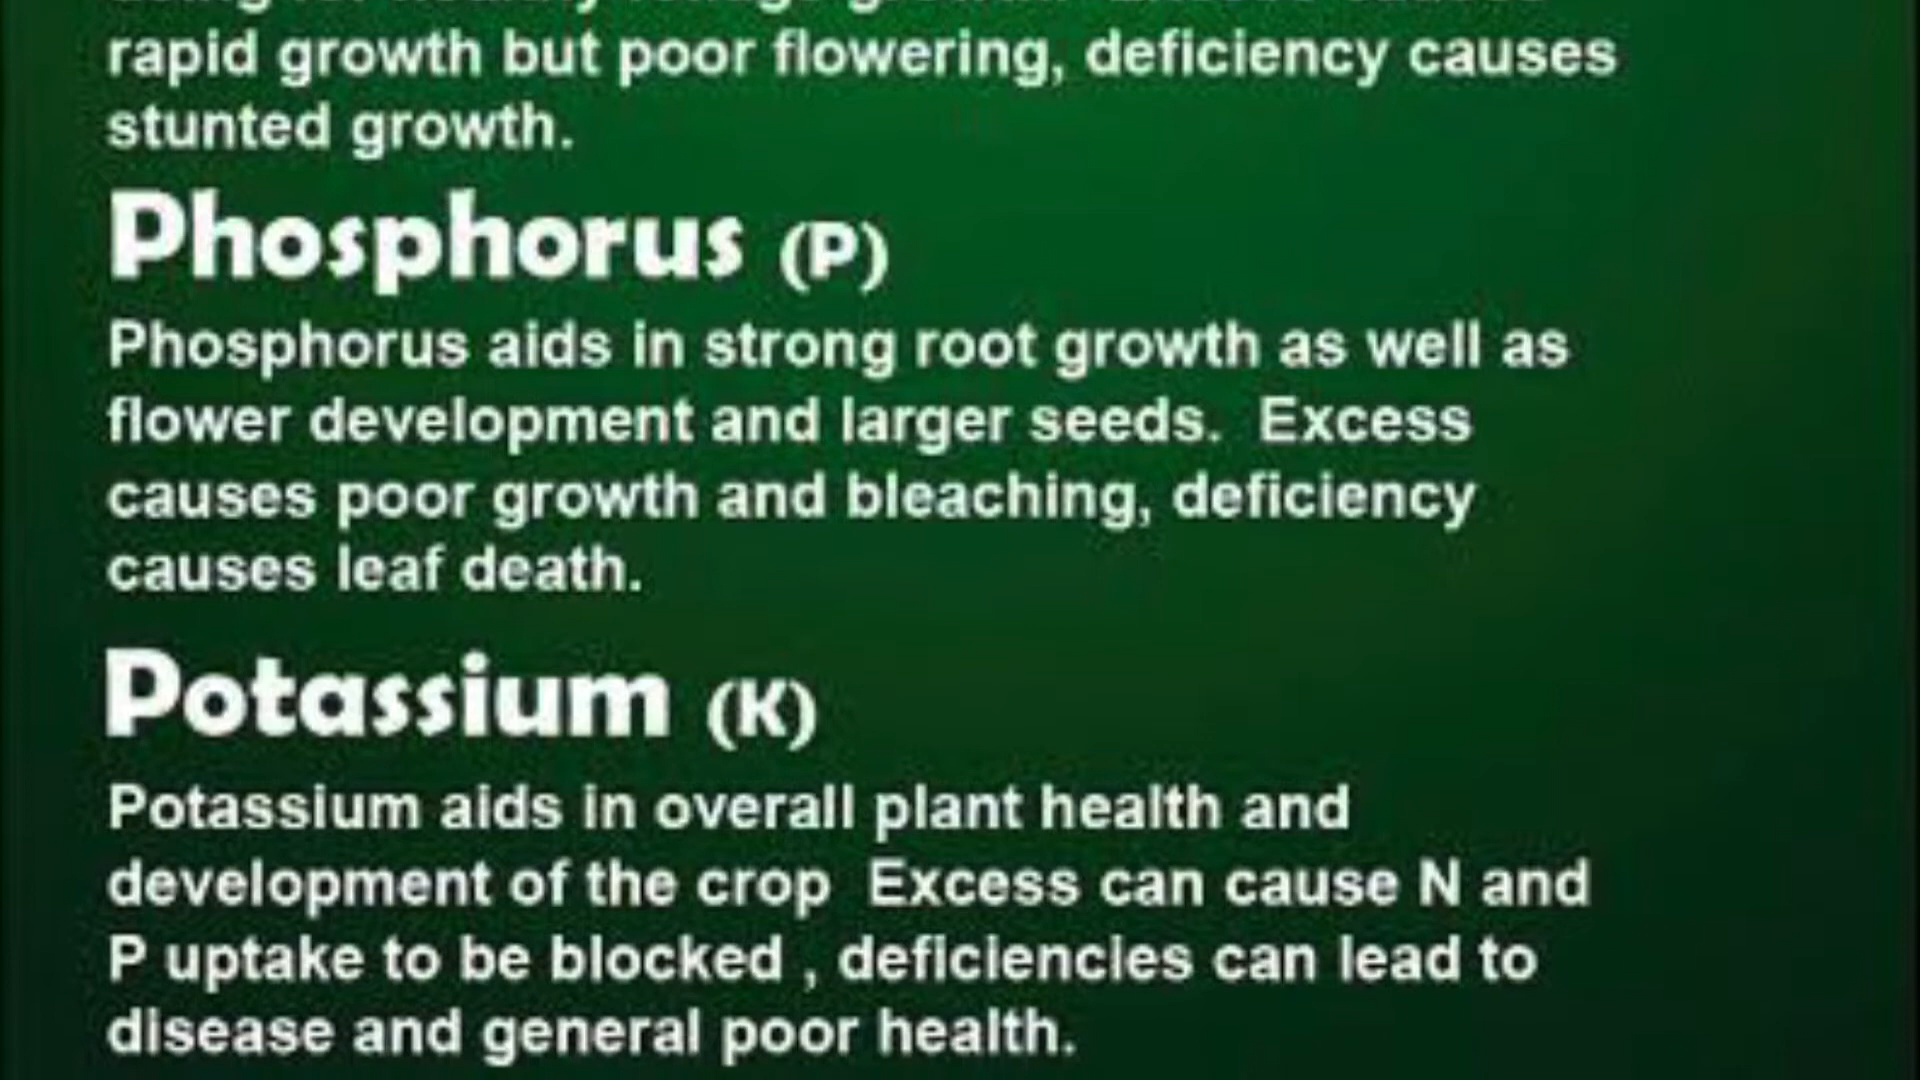 rapid growth but poor flowering, deficiency causes
stunted growth.
Phosphorus (P)
Phosphorus aids in strong root growth as well as
flower development and larger seeds.  Excess
causes poor growth and bleaching, deficiency
causes leaf death.
Potassium (K)
Potassium aids in overall plant health and
development of the crop  Excess can cause N and
P uptake to be blocked , deficiencies can lead to
disease and general poor health.